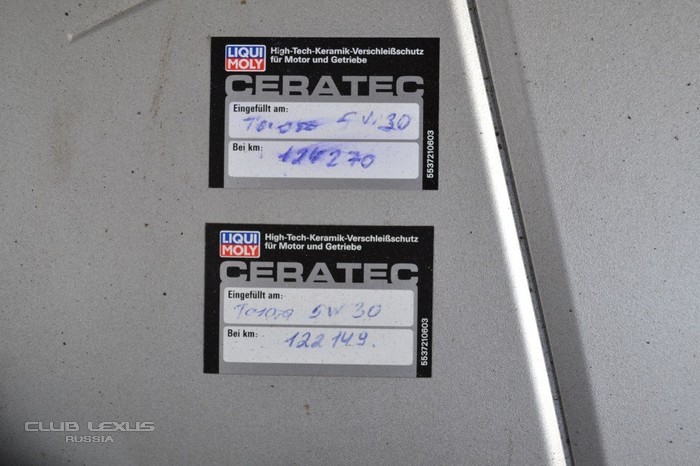 LIQUI
MOLY
High-Tech-Keramik-Verschleißschutz
für Motor und Getriebe
CERATEC
Eingefüllt am:
5W30
Bei km:
5537210603
LIQUI
MOLY
High-Tech-Keramik-Verschleißschutz
für Motor und Getriebe
CERATEC
Eingefüllt am:
5W30
Bei km:
122149.
5537210603
CLUB LEXUS
RUSSIA